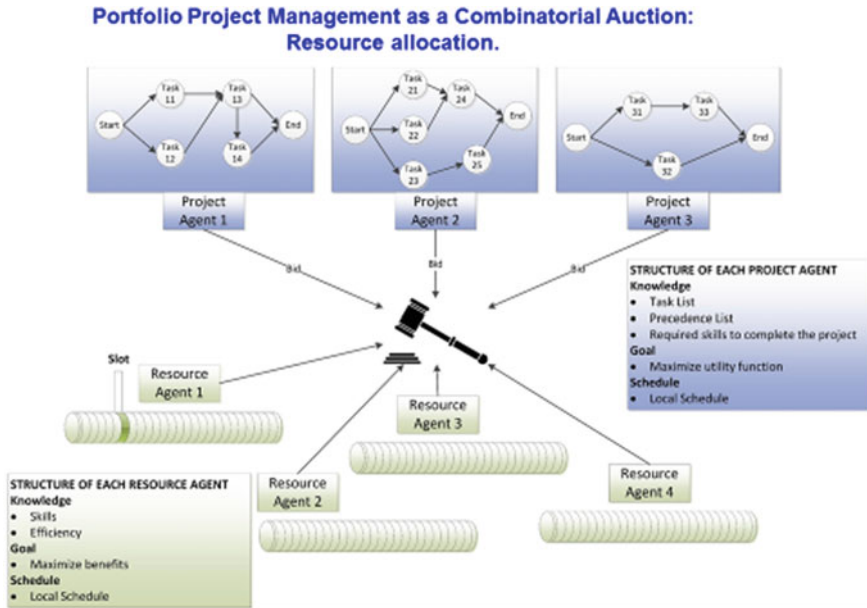 Portfolio Project Management as a Combinatorial Auction:
Resource allocation.
Start
Task
11
Task
12
Task
13
Task
14
End
Start
Task
21
Task
22
Task
23
Task
24
Task
25
End
Start
Task
31
Task
32
Task
33
End
Project
Agent 1
Project
Agent 2
Project
Agent 3
Bid
Bid
Bid
STRUCTURE OF EACH PROJECT AGENT
Knowledge
• Task List
• Precedence List
• Required skills to complete the project
Goal
• Maximize utility function
Schedule
• Local Schedule
Slot
Resource
Agent 1
Resource
Agent 3
Resource
Agent 2
Resource
Agent 4
STRUCTURE OF EACH RESOURCE AGENT
Knowledge
• Skills
• Efficiency
Goal
• Maximize benefits
Schedule
• Local Schedule